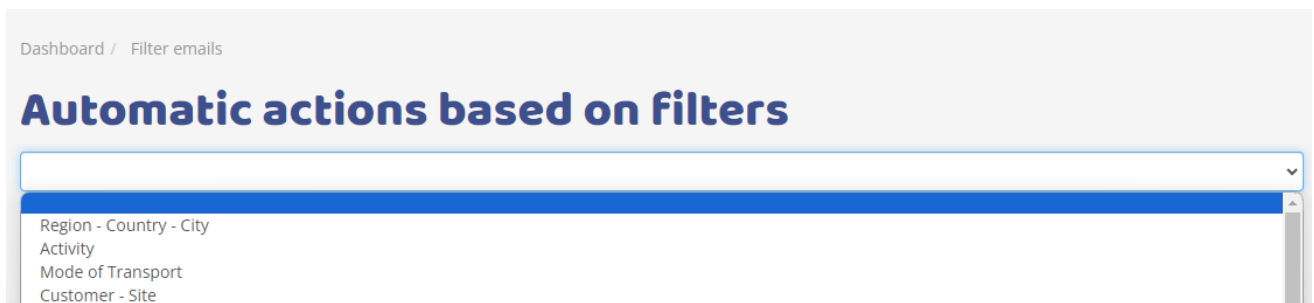 Dashboard / Filter emails
Automatic actions based on filters
Region - Country - City
Activity
Mode of Transport
Customer - Site